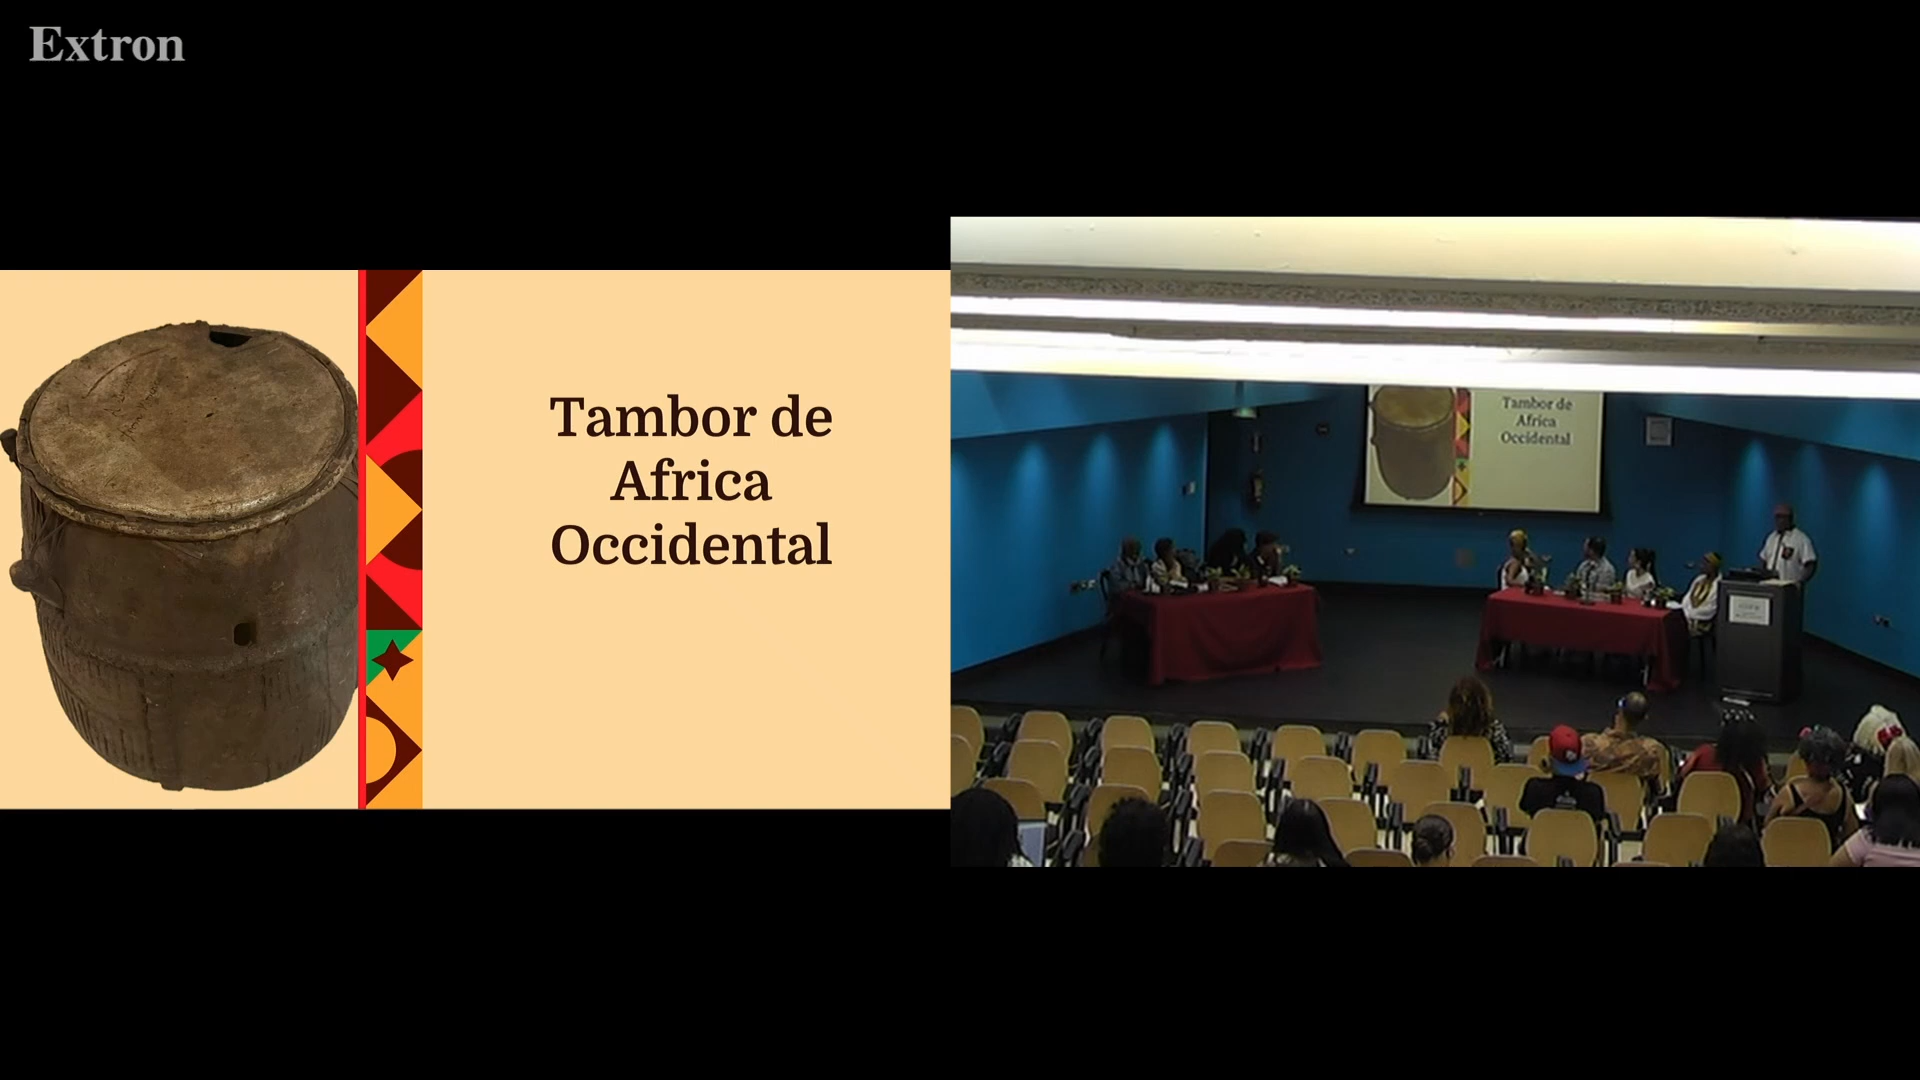 Extron
Tambor de
Africa
Occidental
Tambor de
Africa
Occidental